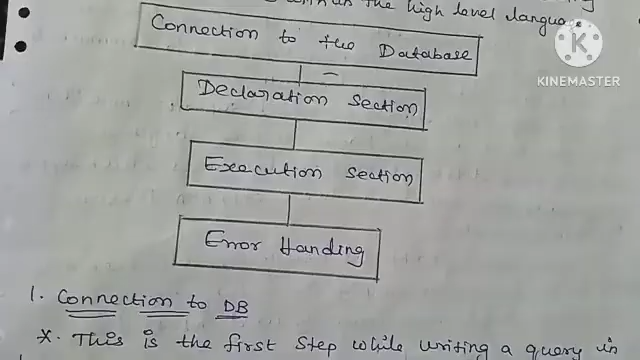 the high level language
Connection to the Database
KINEMASTER
Declaration Section
Execution Section
Error Handing
1. Connection to DB
*. This is the first step while writing a query in